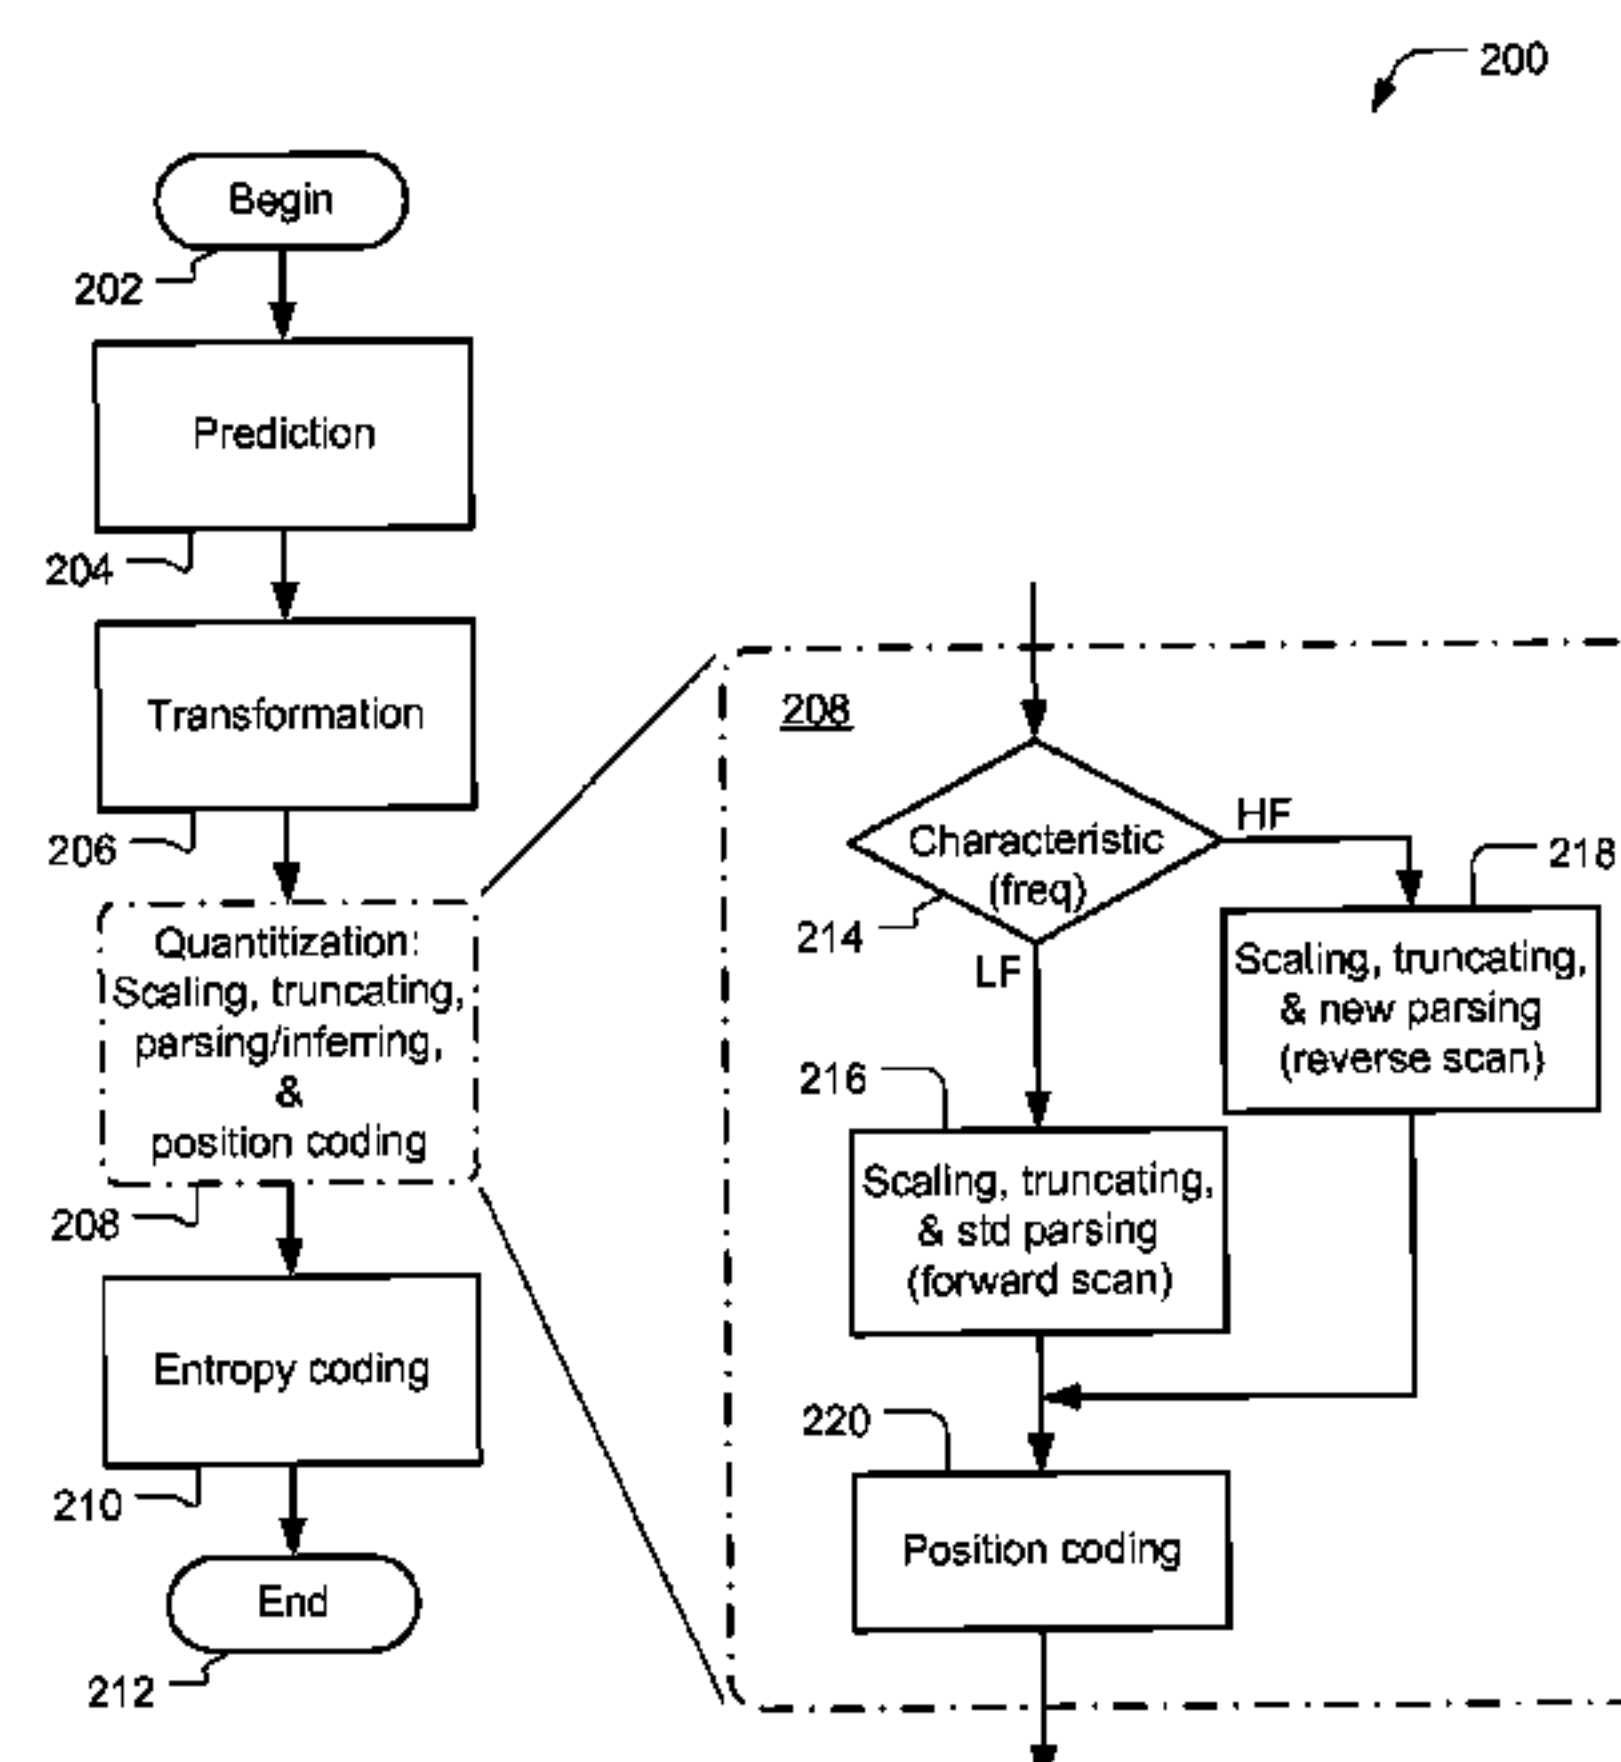 200
Begin
202
Prediction
204
Transformation
206
Quantitization:
Scaling, truncating,
parsing/inferring,
&
position coding
208
Entropy coding
210
End
212
208
Characteristic
(freq)
214
HF
LF
218
Scaling, truncating,
& new parsing
(reverse scan)
216
Scaling, truncating,
& std parsing
(forward scan)
220
Position coding